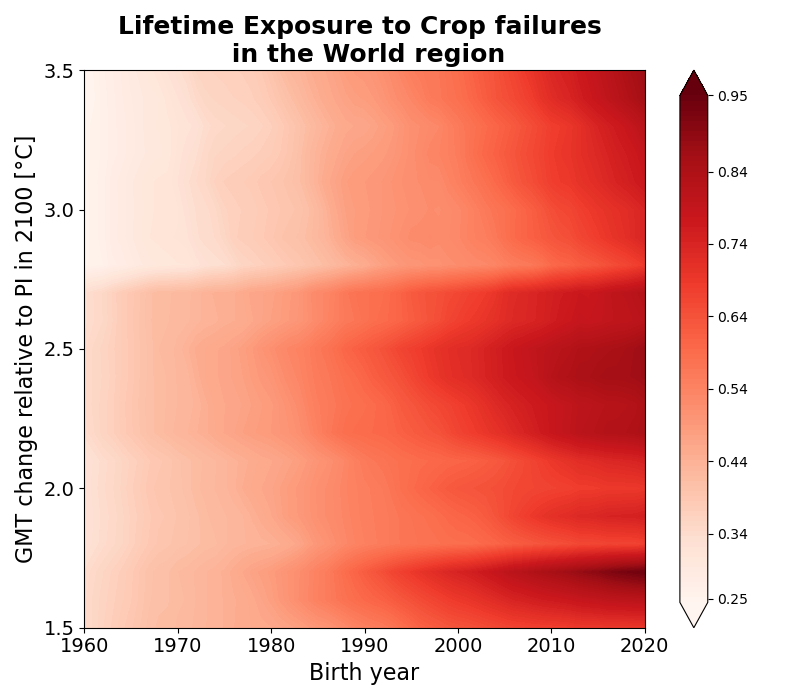 Lifetime Exposure to Crop failures
in the World region
GMT change relative to PI in 2100 [°C]
3.5
3.0
2.5
2.0
1.5
1960 1970 1980 1990 2000 2010 2020
Birth year
0.95
0.84
0.74
0.64
0.54
0.44
0.34
0.25